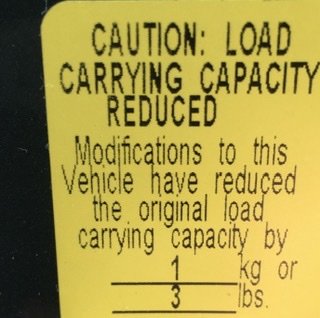 CAUTION: LOAD
CARRYING CAPACITY
REDUCED
Modifications to this
Vehicle have reduced
the original load
carrying capacity by
1 kg or
3 lbs.